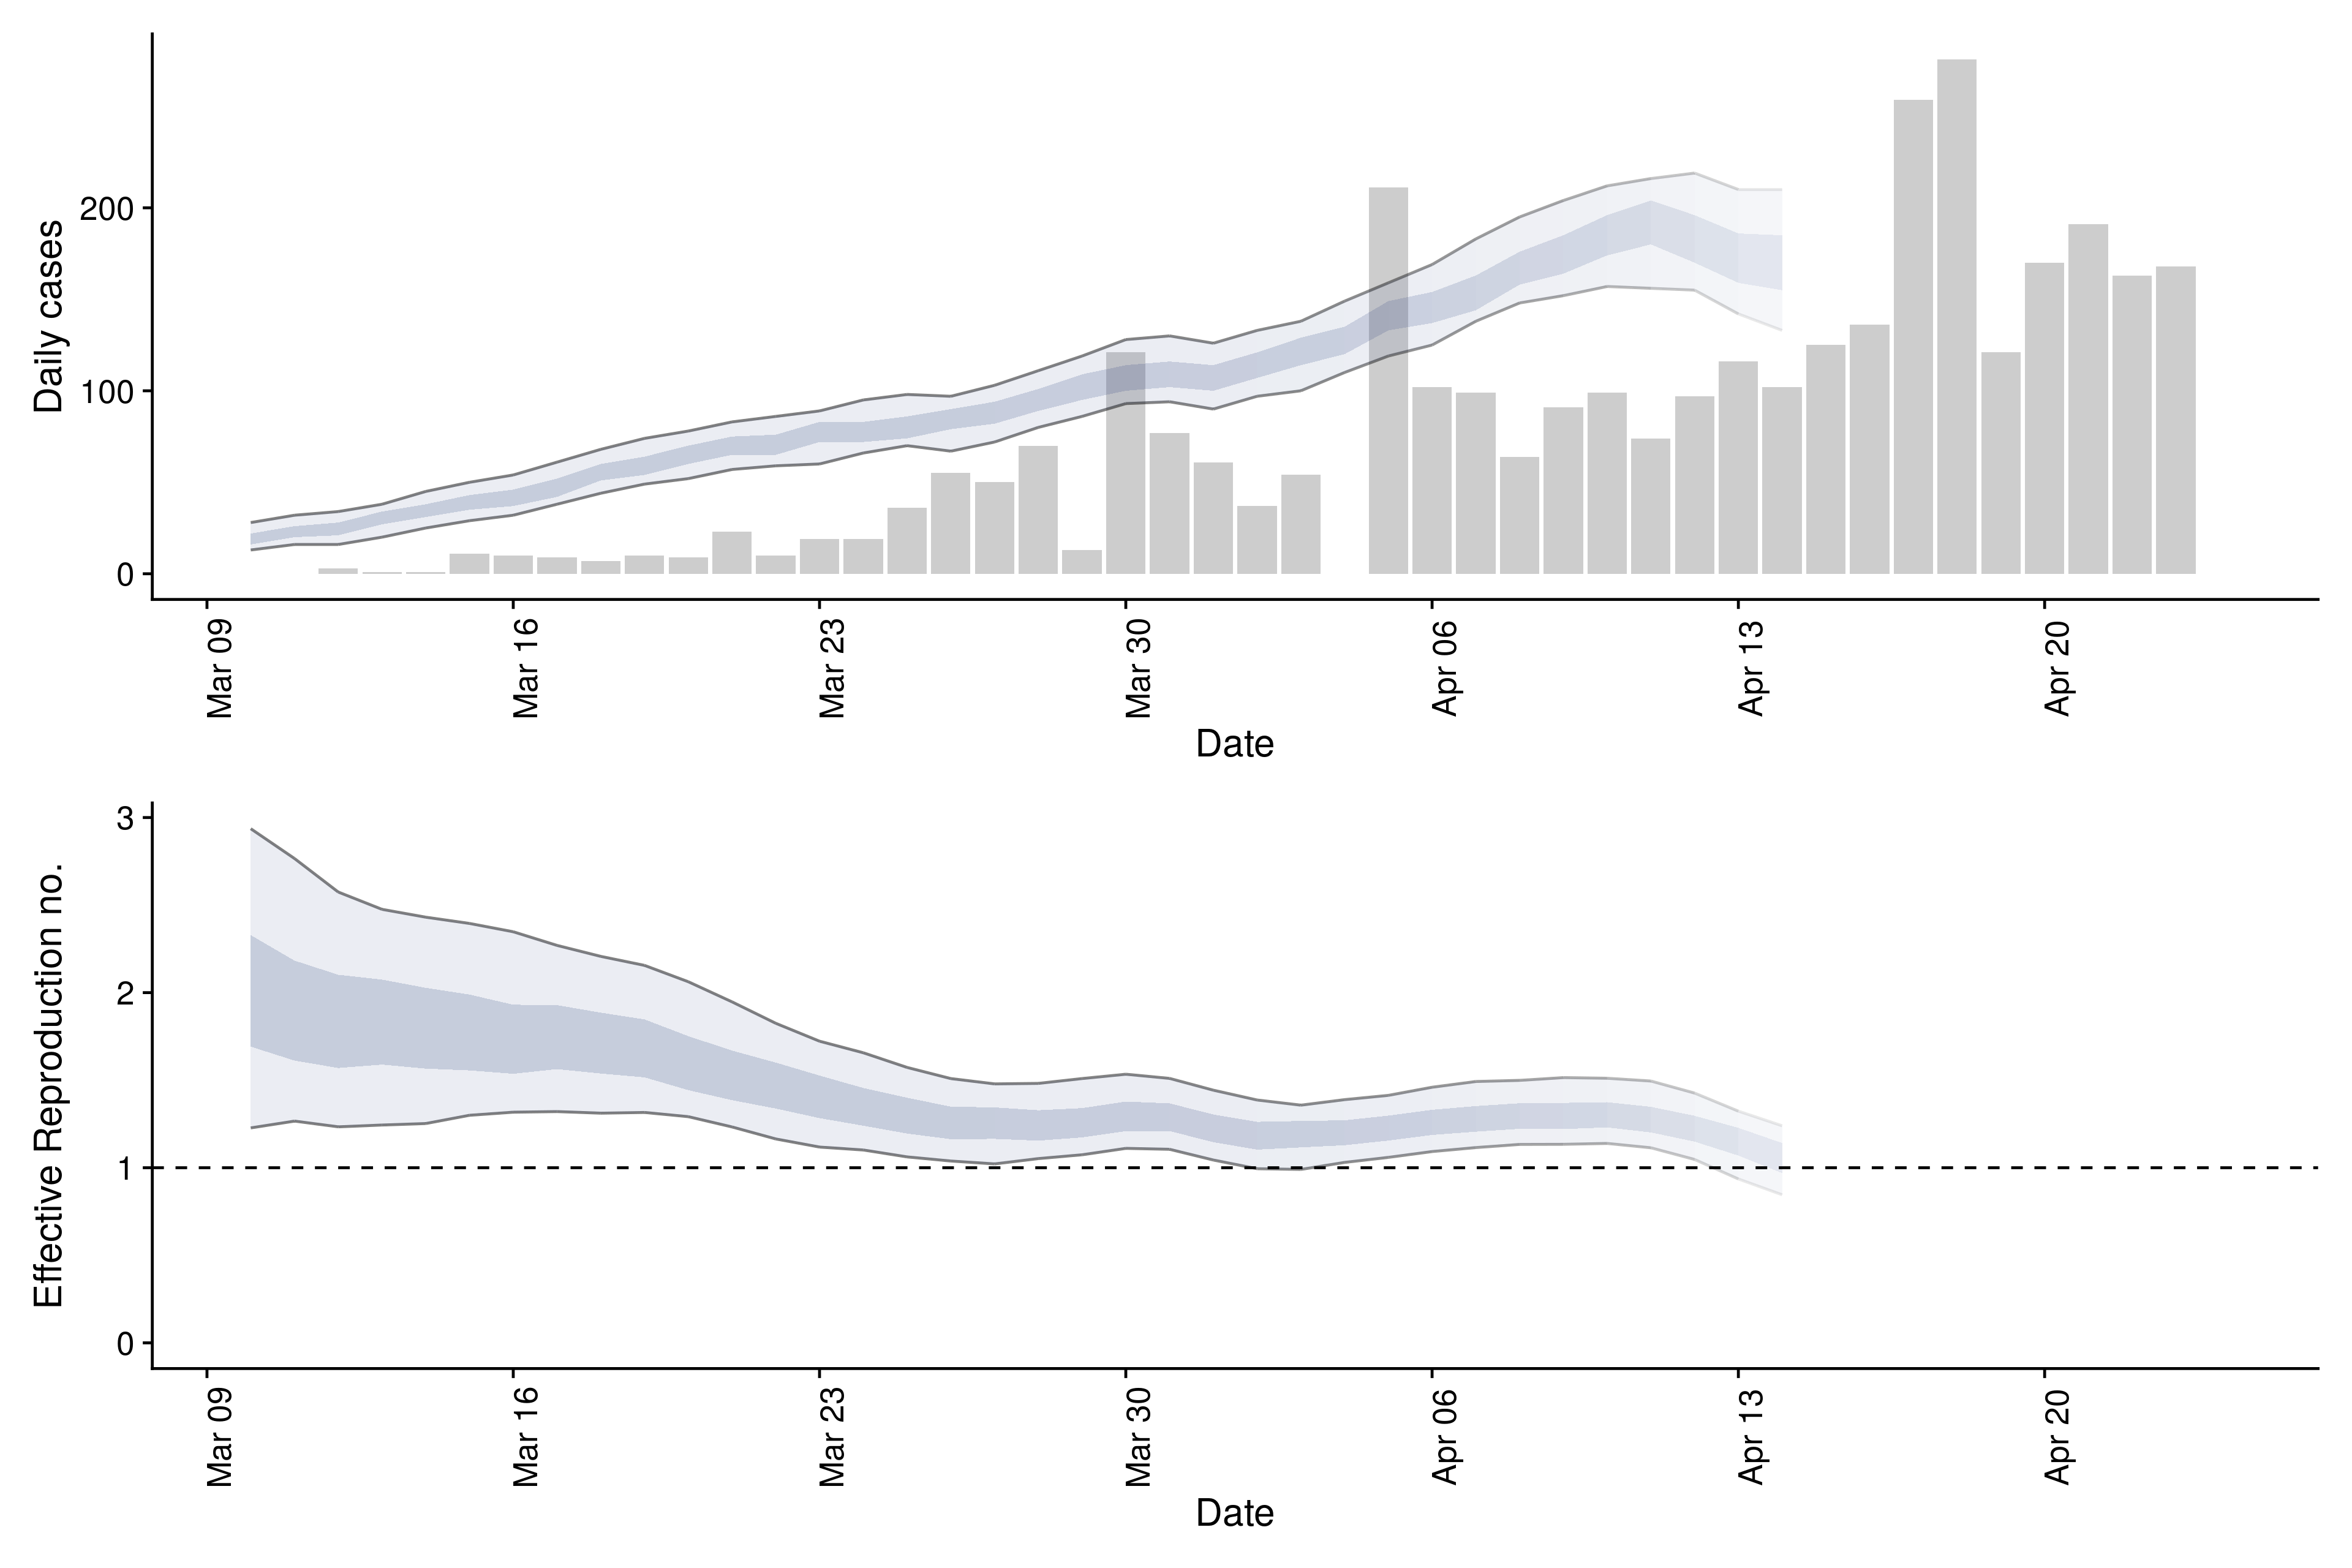 Daily cases
200
100
0
Mar 09
Mar 16
Mar 23
Mar 30
Apr 06
Apr 13
Apr 20
Date
Effective Reproduction no.
3
2
1
0
Mar 09
Mar 16
Mar 23
Mar 30
Apr 06
Apr 13
Apr 20
Date